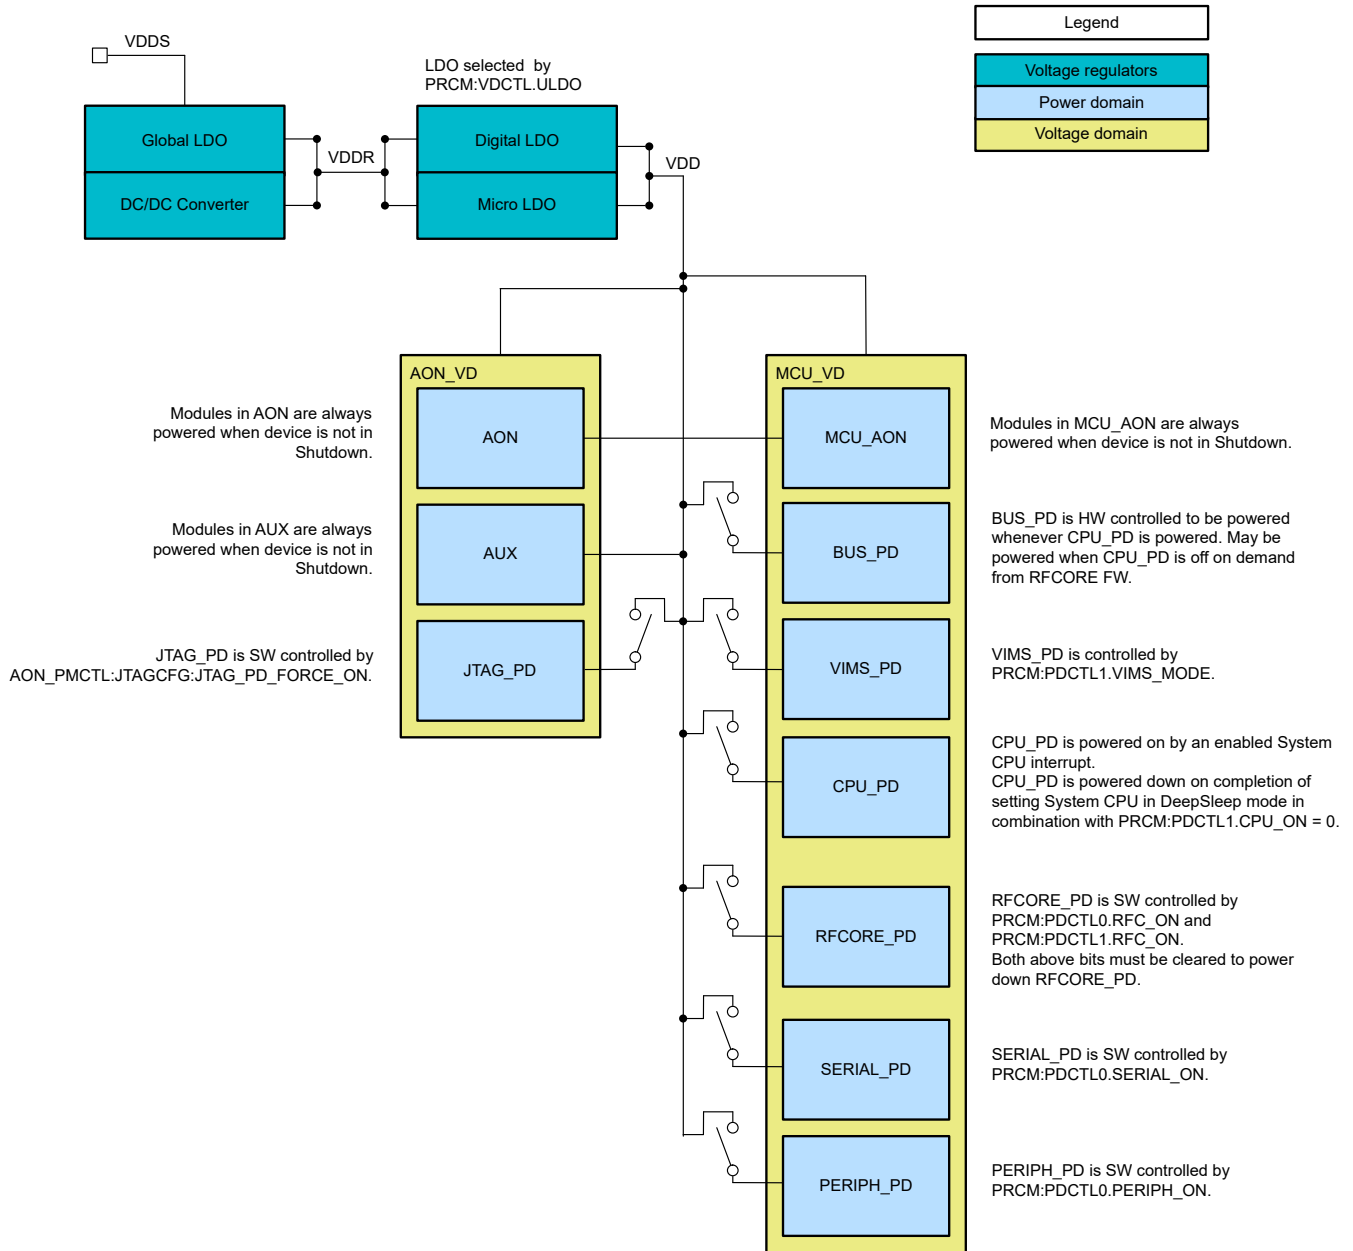 Legend
Voltage regulators
Power domain
Voltage domain
VDDS
LDO selected by
PRCM:VDCTL.ULDO
Global LDO
DC/DC Converter
VDDR
Digital LDO
Micro LDO
VDD
AON_VD
MCU_VD
Modules in AON are always
powered when device is not in
Shutdown.
AON
MCU_AON
Modules in MCU_AON are always
powered when device is not in Shutdown.
Modules in AUX are always
powered when device is not in
Shutdown.
AUX
BUS_PD
BUS_PD is HW controlled to be powered
whenever CPU_PD is powered. May be
powered when CPU_PD is off on demand
from RFCORE FW.
JTAG_PD is SW controlled by
AON_PMCTL:JTAGCFG:JTAG_PD_FORCE_ON.
JTAG_PD
VIMS_PD
VIMS_PD is controlled by
PRCM:PDCTL1.VIMS_MODE.
CPU_PD
CPU_PD is powered on by an enabled System
CPU interrupt.
CPU_PD is powered down on completion of
setting System CPU in DeepSleep mode in
combination with PRCM:PDCTL1.CPU_ON = 0.
RFCORE_PD
RFCORE_PD is SW controlled by
PRCM:PDCTL0.RFC_ON and
PRCM:PDCTL1.RFC_ON.
Both above bits must be cleared to power
down RFCORE_PD.
SERIAL_PD
SERIAL_PD is SW controlled by
PRCM:PDCTL0.SERIAL_ON.
PERIPH_PD
PERIPH_PD is SW controlled by
PRCM:PDCTL0.PERIPH_ON.